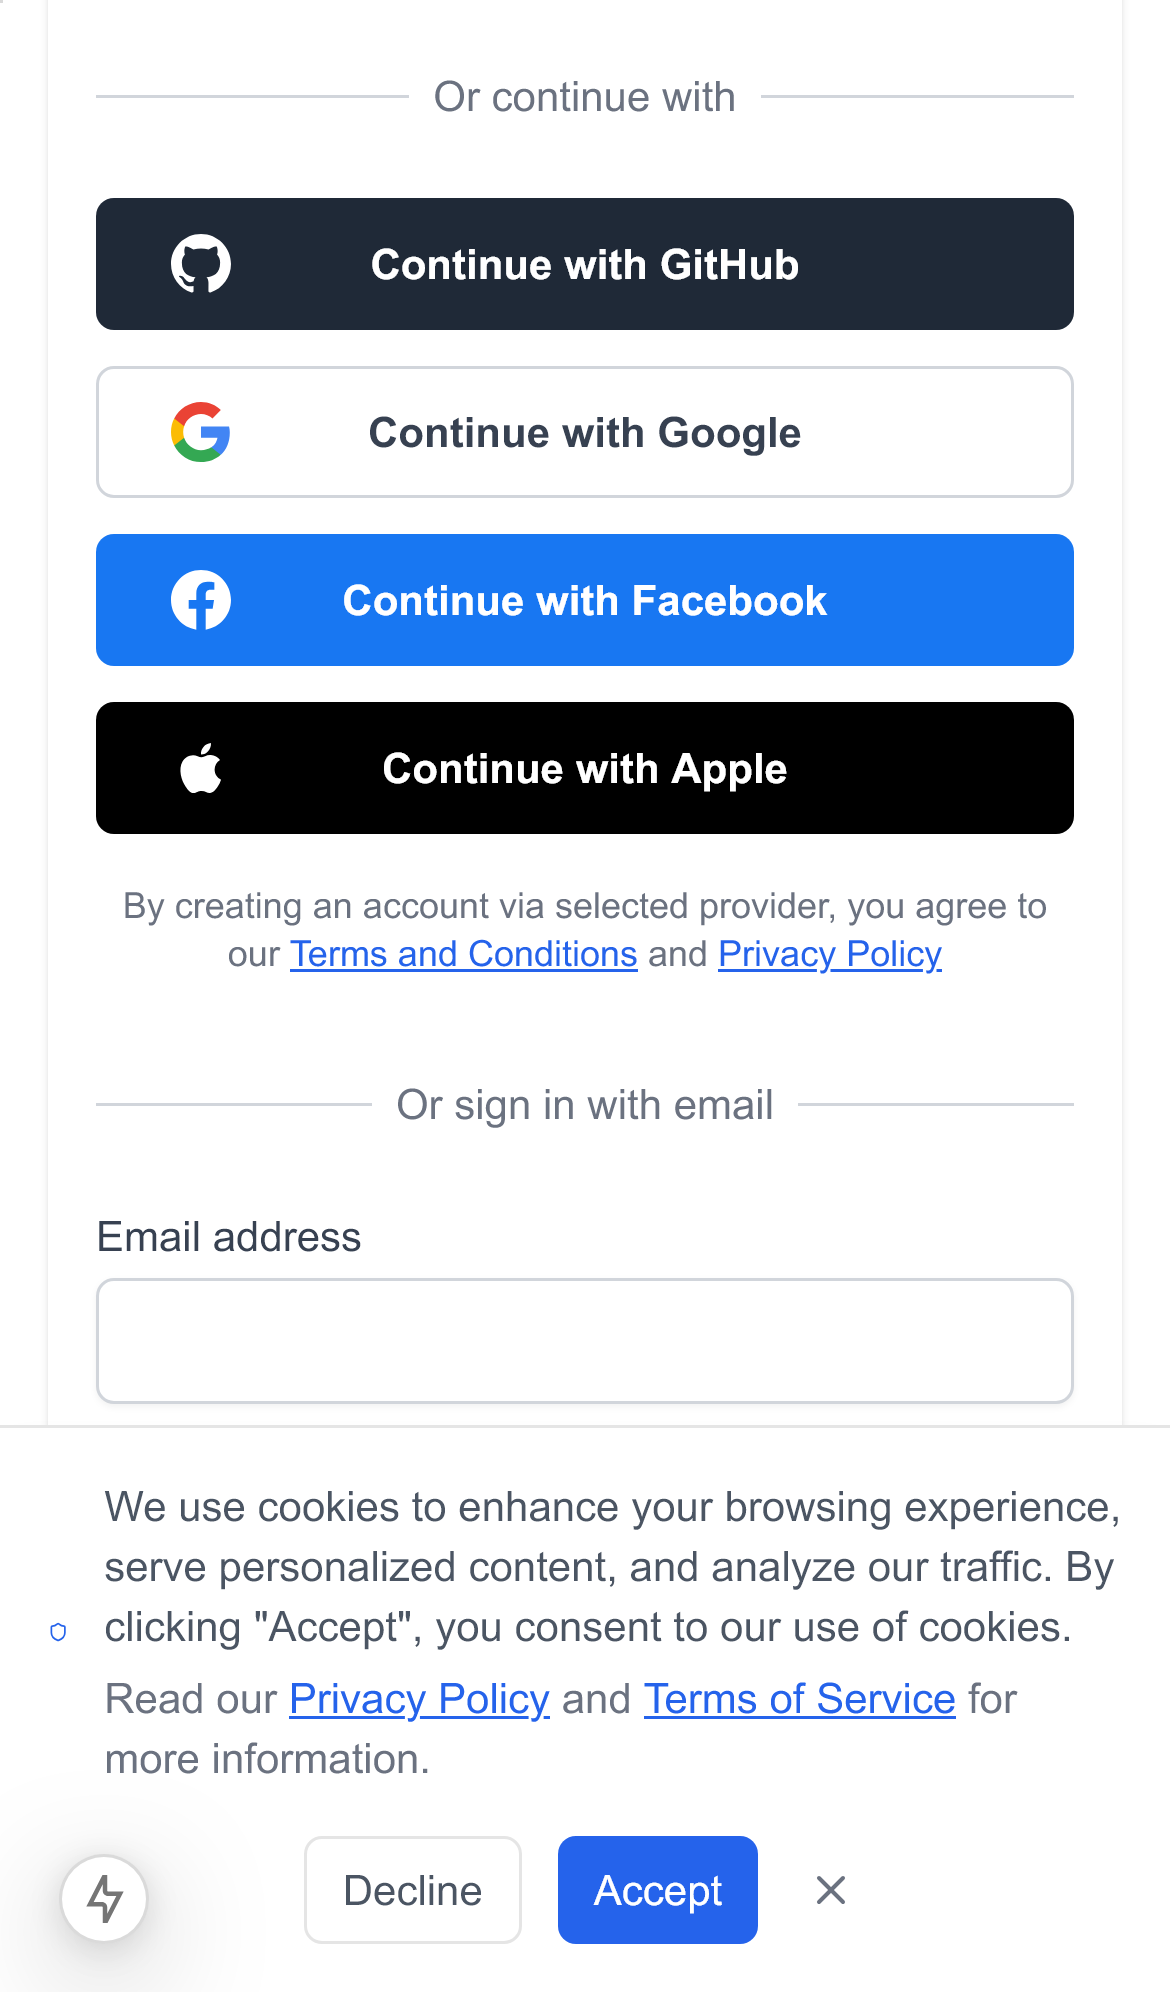 Or continue with
Continue with GitHub
Continue with Google
Continue with Facebook
Continue with Apple
By creating an account via selected provider, you agree to
our Terms and Conditions and Privacy Policy
Or sign in with email
Email address
We use cookies to enhance your browsing experience,
serve personalized content, and analyze our traffic. By
clicking "Accept", you consent to our use of cookies.
Read our Privacy Policy and Terms of Service for
more information.
Decline
Accept